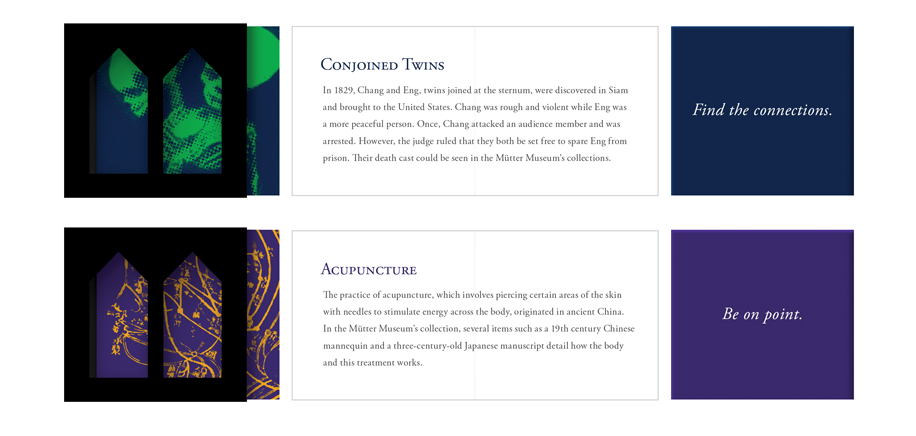 Conjoined Twins
In 1829, Chang and Eng, twins joined at the sternum, were discovered in Siam
and brought to the United States. Chang was rough and violent while Eng was
a more peaceful person. Once, Chang attacked an audience member and was
arrested. However, the judge ruled that they both be set free to spare Eng from
prison. Their death cast could be seen in the Mütter Museum's collections.
Find the connections.
Acupuncture
The practice of acupuncture, which involves piercing certain areas of the skin
with needles to stimulate energy across the body, originated in ancient China.
In the Mütter Museum's collection, several items such as a 19th century Chinese
mannequin and a three-century-old Japanese manuscript detail how the body
and this treatment works.
Be on point.